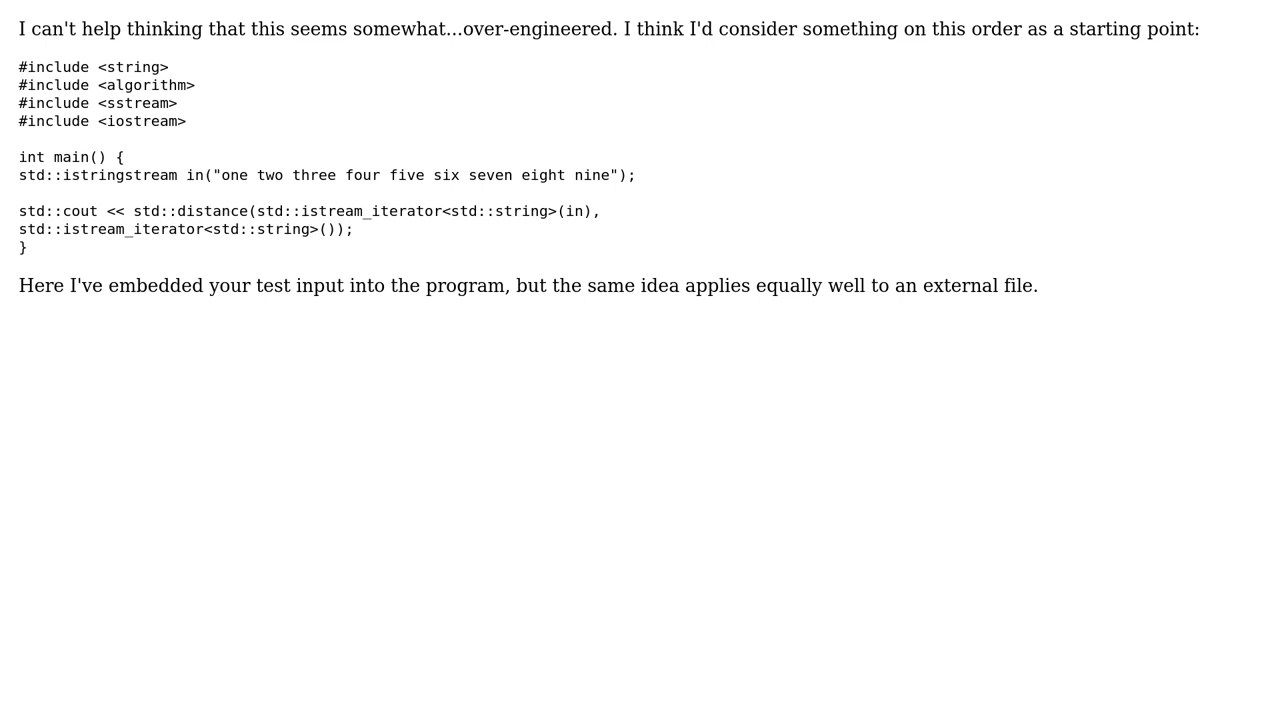 I can't help thinking that this seems somewhat...over-engineered. I think I'd consider something on this order as a starting point:
#include <string>
#include <algorithm>
#include <sstream>
#include <iostream>
int main() {
std::istringstream in("one two three four five six seven eight nine");
std::cout << std::distance(std::istream_iterator<std::string>(in),
std::istream_iterator<std::string>());
}
Here I've embedded your test input into the program, but the same idea applies equally well to an external file.